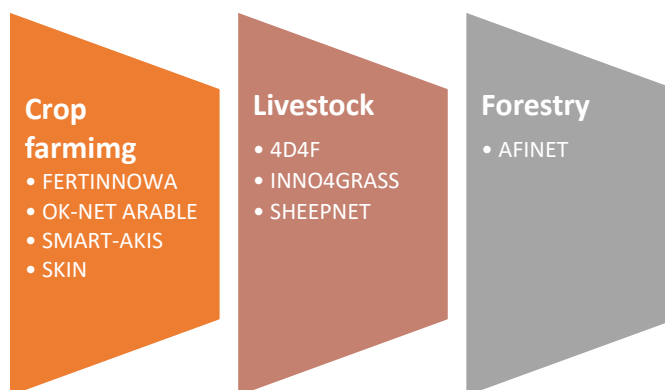 Crop
farmimg
• FERTINNOWA
• OK-NET ARABLE
• SMART-AKIS
• SKIN
Livestock
• 4D4F
• INNO4GRASS
• SHEEPNET
Forestry
• AFINET